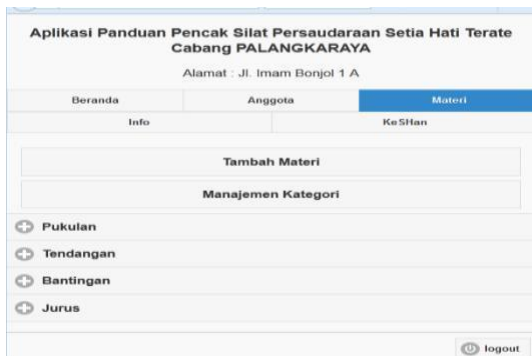 Aplikasi Panduan Pencak Silat Persaudaraan Setia Hati Terate
Cabang PALANGKARAYA
Alamat : Jl. Imam Bonjol 1 A
Beranda Anggota Materi
Info KeSHan
Tambah Materi
Manajemen Kategori
Pukulan
Tendangan
Bantingan
Jurus
logout